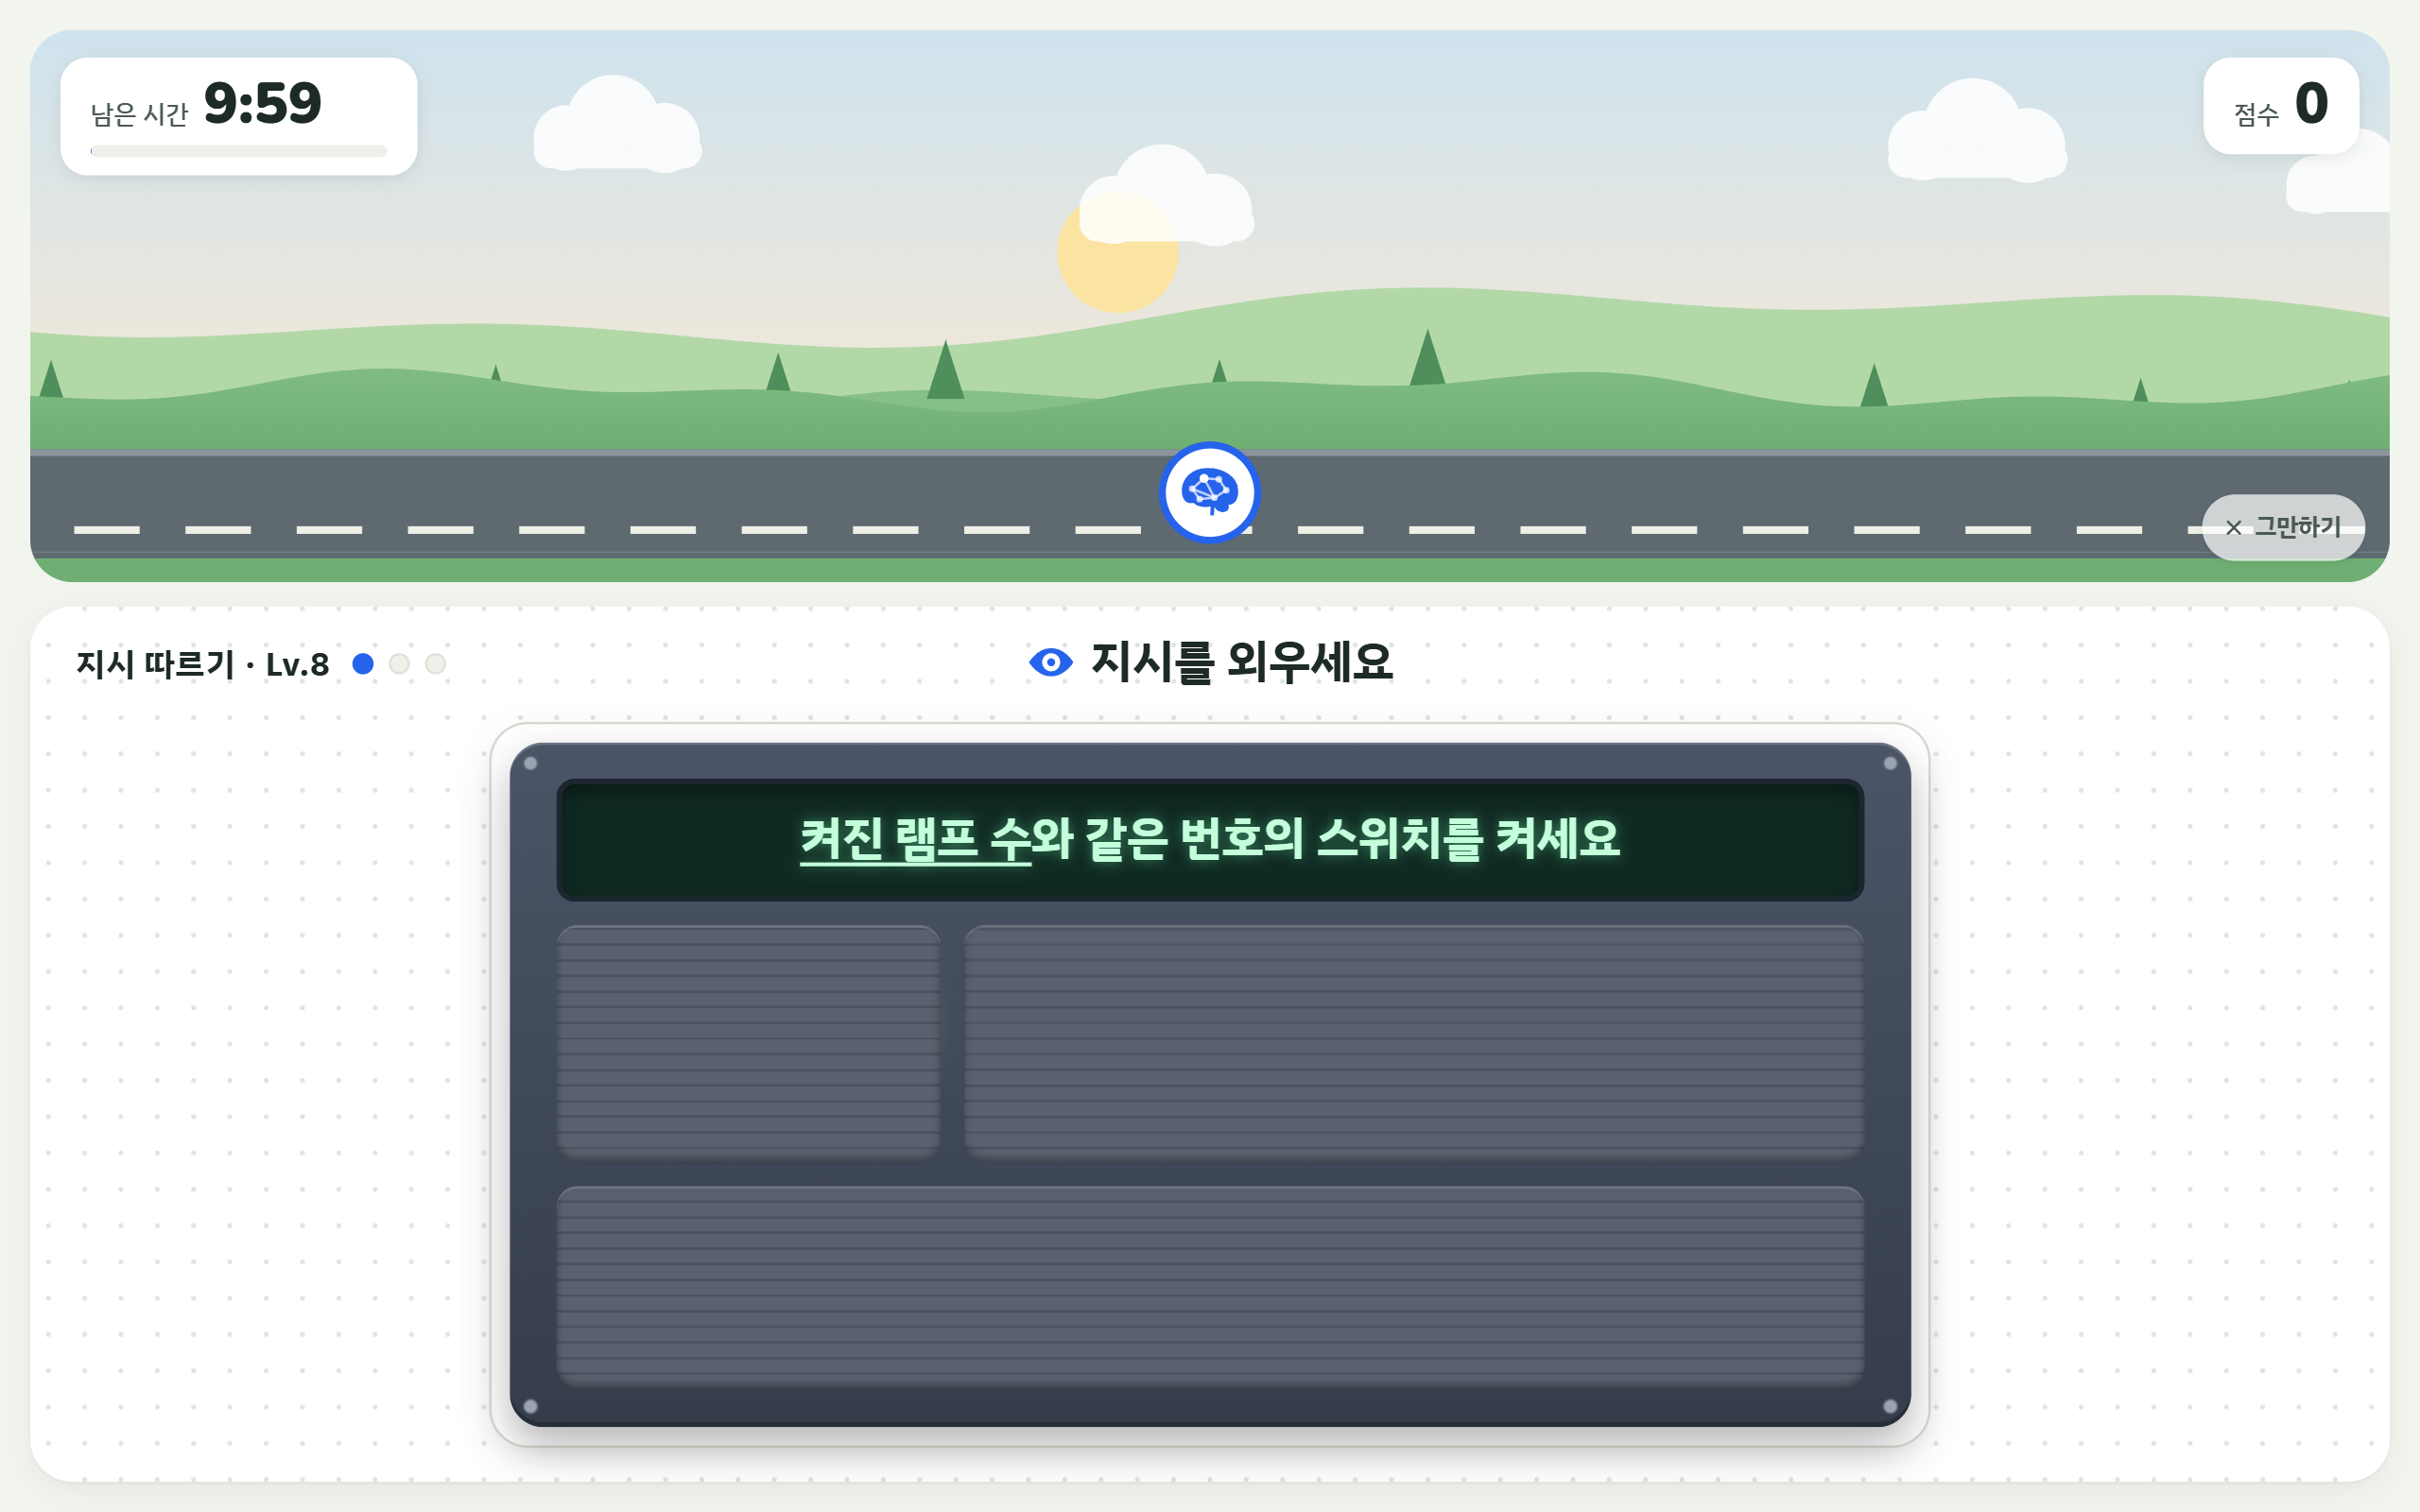 남은 시간 9:59
점수 0
× 그만하기
지시 따르기 · Lv.8
지시를 외우세요
켜진 램프 수와 같은 번호의 스위치를 켜세요